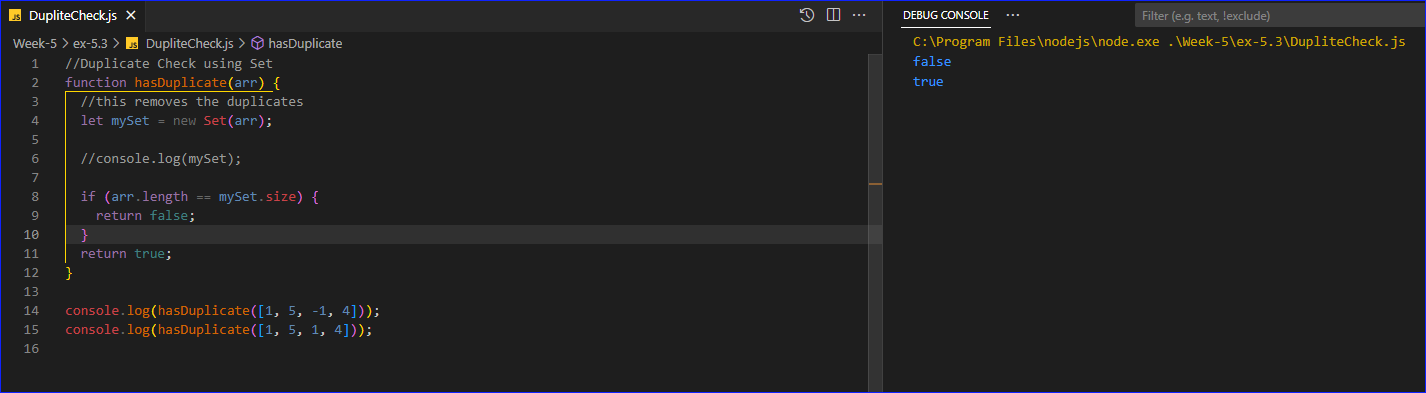 JS DupliteCheck.js ×
Week-5 > ex-5.3 > JS DupliteCheck.js > hasDuplicate
1 //Duplicate Check using Set
2 function hasDuplicate(arr) {
3 //this removes the duplicates
4 let mySet = new Set(arr);
5
6 //console.log(mySet);
7
8 if (arr.length == mySet.size) {
9 return false;
10 }
11 return true;
12 }
13
14 console.log(hasDuplicate([1, 5, -1, 4]));
15 console.log(hasDuplicate([1, 5, 1, 4]));
16
DEBUG CONSOLE ··· Filter (e.g. text, !exclude)
C:\Program Files\nodejs\node.exe .\Week-5\ex-5.3\DupliteCheck.js
false
true